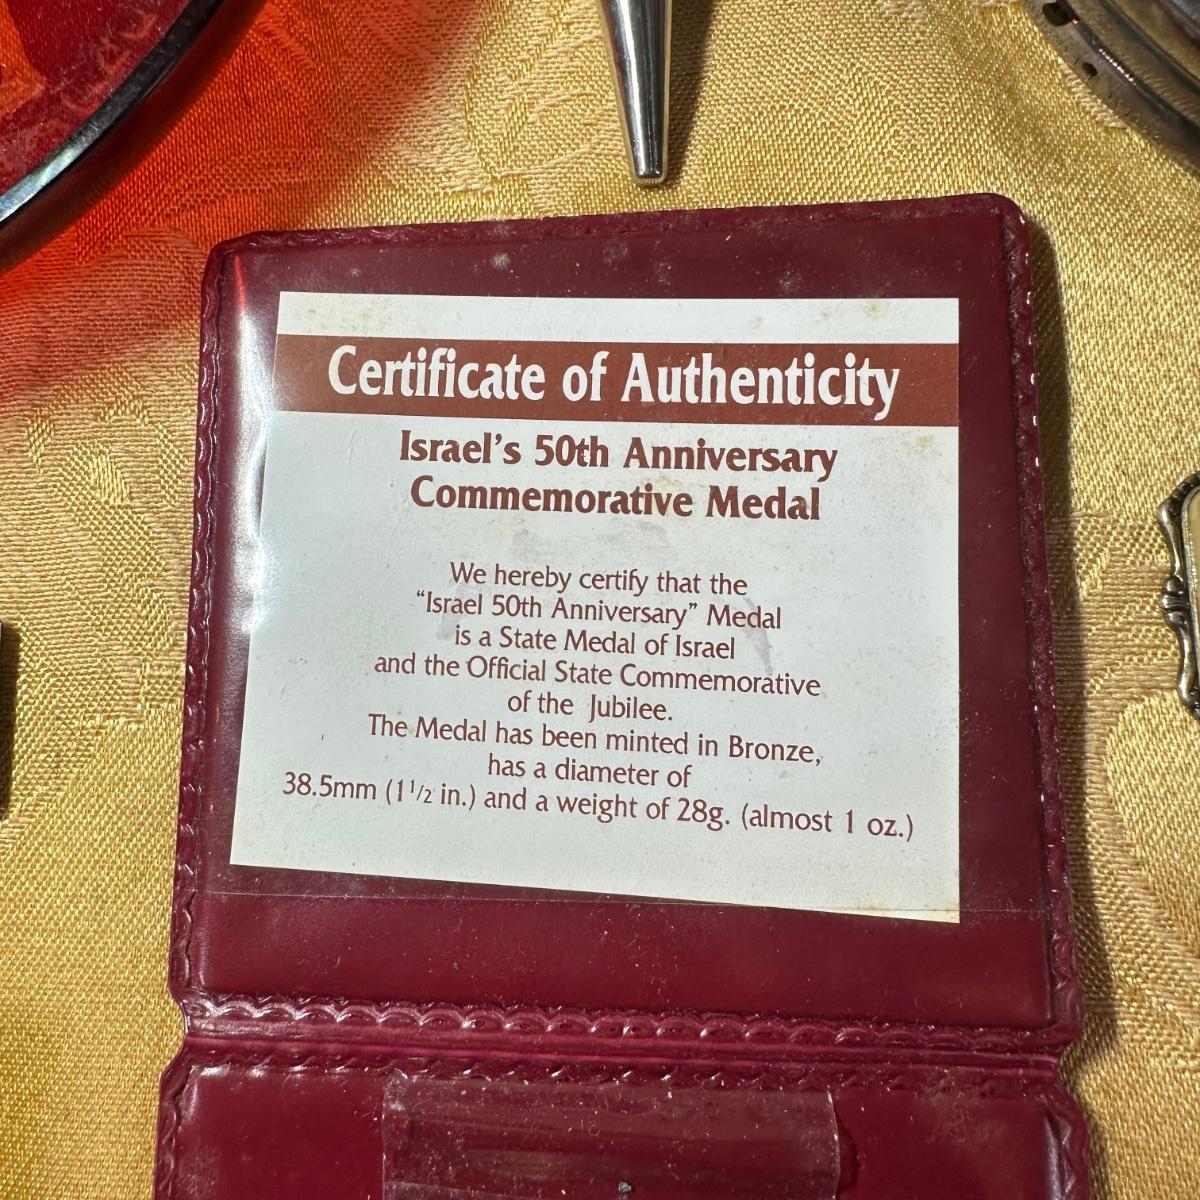 Certificate of Authenticity
Israel's 50th Anniversary
Commemorative Medal
We hereby certify that the
“Israel 50th Anniversary” Medal
is a State Medal of Israel
and the Official State Commemorative
of the Jubilee.
The Medal has been minted in Bronze,
has a diameter of
38.5mm (1 1/2 in.) and a weight of 28g. (almost 1 oz.)